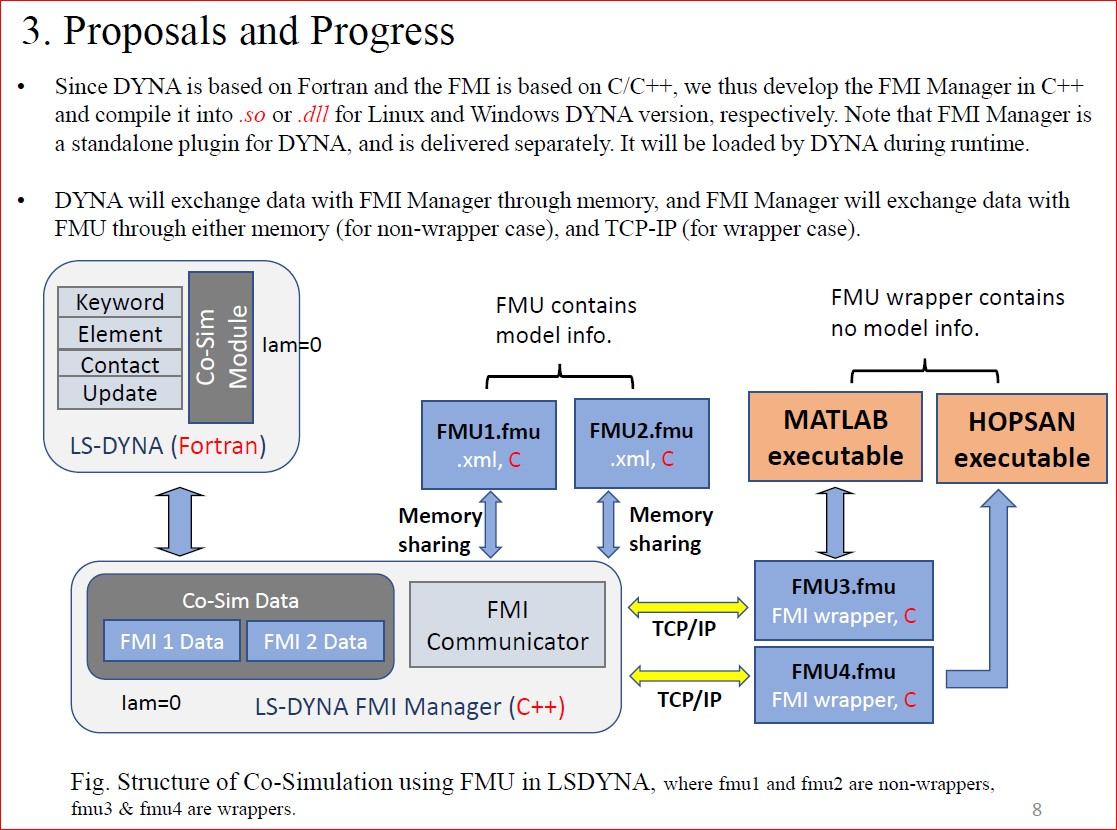 3. Proposals and Progress
• Since DYNA is based on Fortran and the FMI is based on C/C++, we thus develop the FMI Manager in C++
and compile it into .so or .dll for Linux and Windows DYNA version, respectively. Note that FMI Manager is
a standalone plugin for DYNA, and is delivered separately. It will be loaded by DYNA during runtime.
• DYNA will exchange data with FMI Manager through memory, and FMI Manager will exchange data with
FMU through either memory (for non-wrapper case), and TCP-IP (for wrapper case).
Keyword
Element
Contact
Update
Co-Sim
Module
Iam=0
LS-DYNA (Fortran)
FMU contains
model info.
FMU wrapper contains
no model info.
FMU1.fmu
.xml, C
FMU2.fmu
.xml, C
MATLAB
executable
HOPSAN
executable
Memory
sharing
Memory
sharing
Co-Sim Data
FMI 1 Data
FMI 2 Data
FMI
Communicator
Iam=0
LS-DYNA FMI Manager (C++)
TCP/IP
TCP/IP
FMU3.fmu
FMI wrapper, C
FMU4.fmu
FMI wrapper, C
Fig. Structure of Co-Simulation using FMU in LSDYNA, where fmu1 and fmu2 are non-wrappers,
fmu3 & fmu4 are wrappers.
8